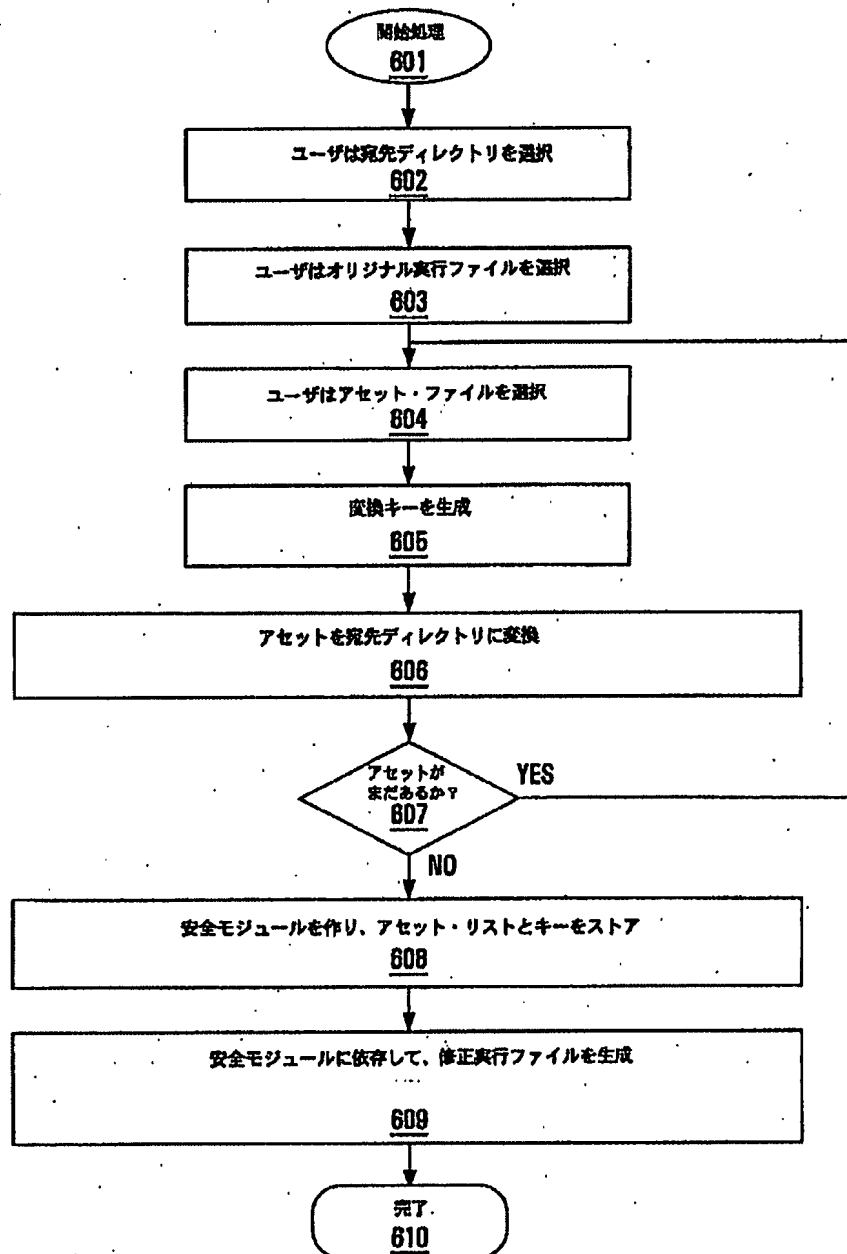 開始処理
601
ユーザは宛先ディレクトリを選択
602
ユーザはオリジナル実行ファイルを選択
603
ユーザはアセット・ファイルを選択
604
変換キーを生成
605
アセットを宛先ディレクトリに変換
606
アセットが
まだあるか?
607
YES
NO
安全モジュールを作り、アセット・リストとキーをストア
608
安全モジュールに依存して、修正実行ファイルを生成
609
完了
610